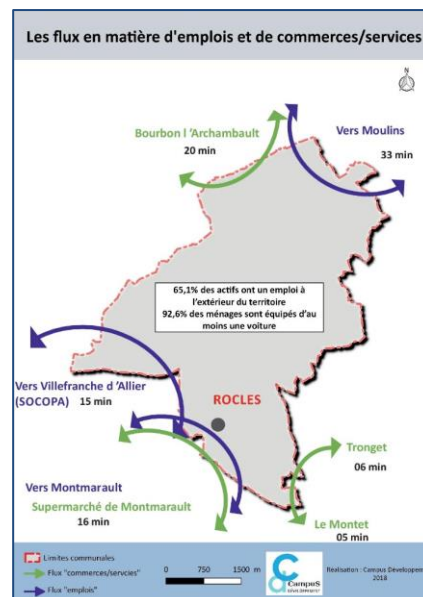 Les flux en matière d'emplois et de commerces/services
N
Bourbon l 'Archambault
20 min
Vers Moulins
33 min
65,1% des actifs ont un emploi à
l'extérieur du territoire
92,6% des ménages sont équipés d'au
moins une voiture
Vers Villefranche d 'Allier
(SOCOPA)
15 min
ROCLES
Tronget
06 min
Vers Montmarault
Supermarché de Montmarault
16 min
Le Montet
05 min
Limites communales
Flux "commerces/servcies"
Flux "emplois"
0 750 1500 m
CampuS
DÉVELOPPEMENT
Réalisation : Campus Développement
2018